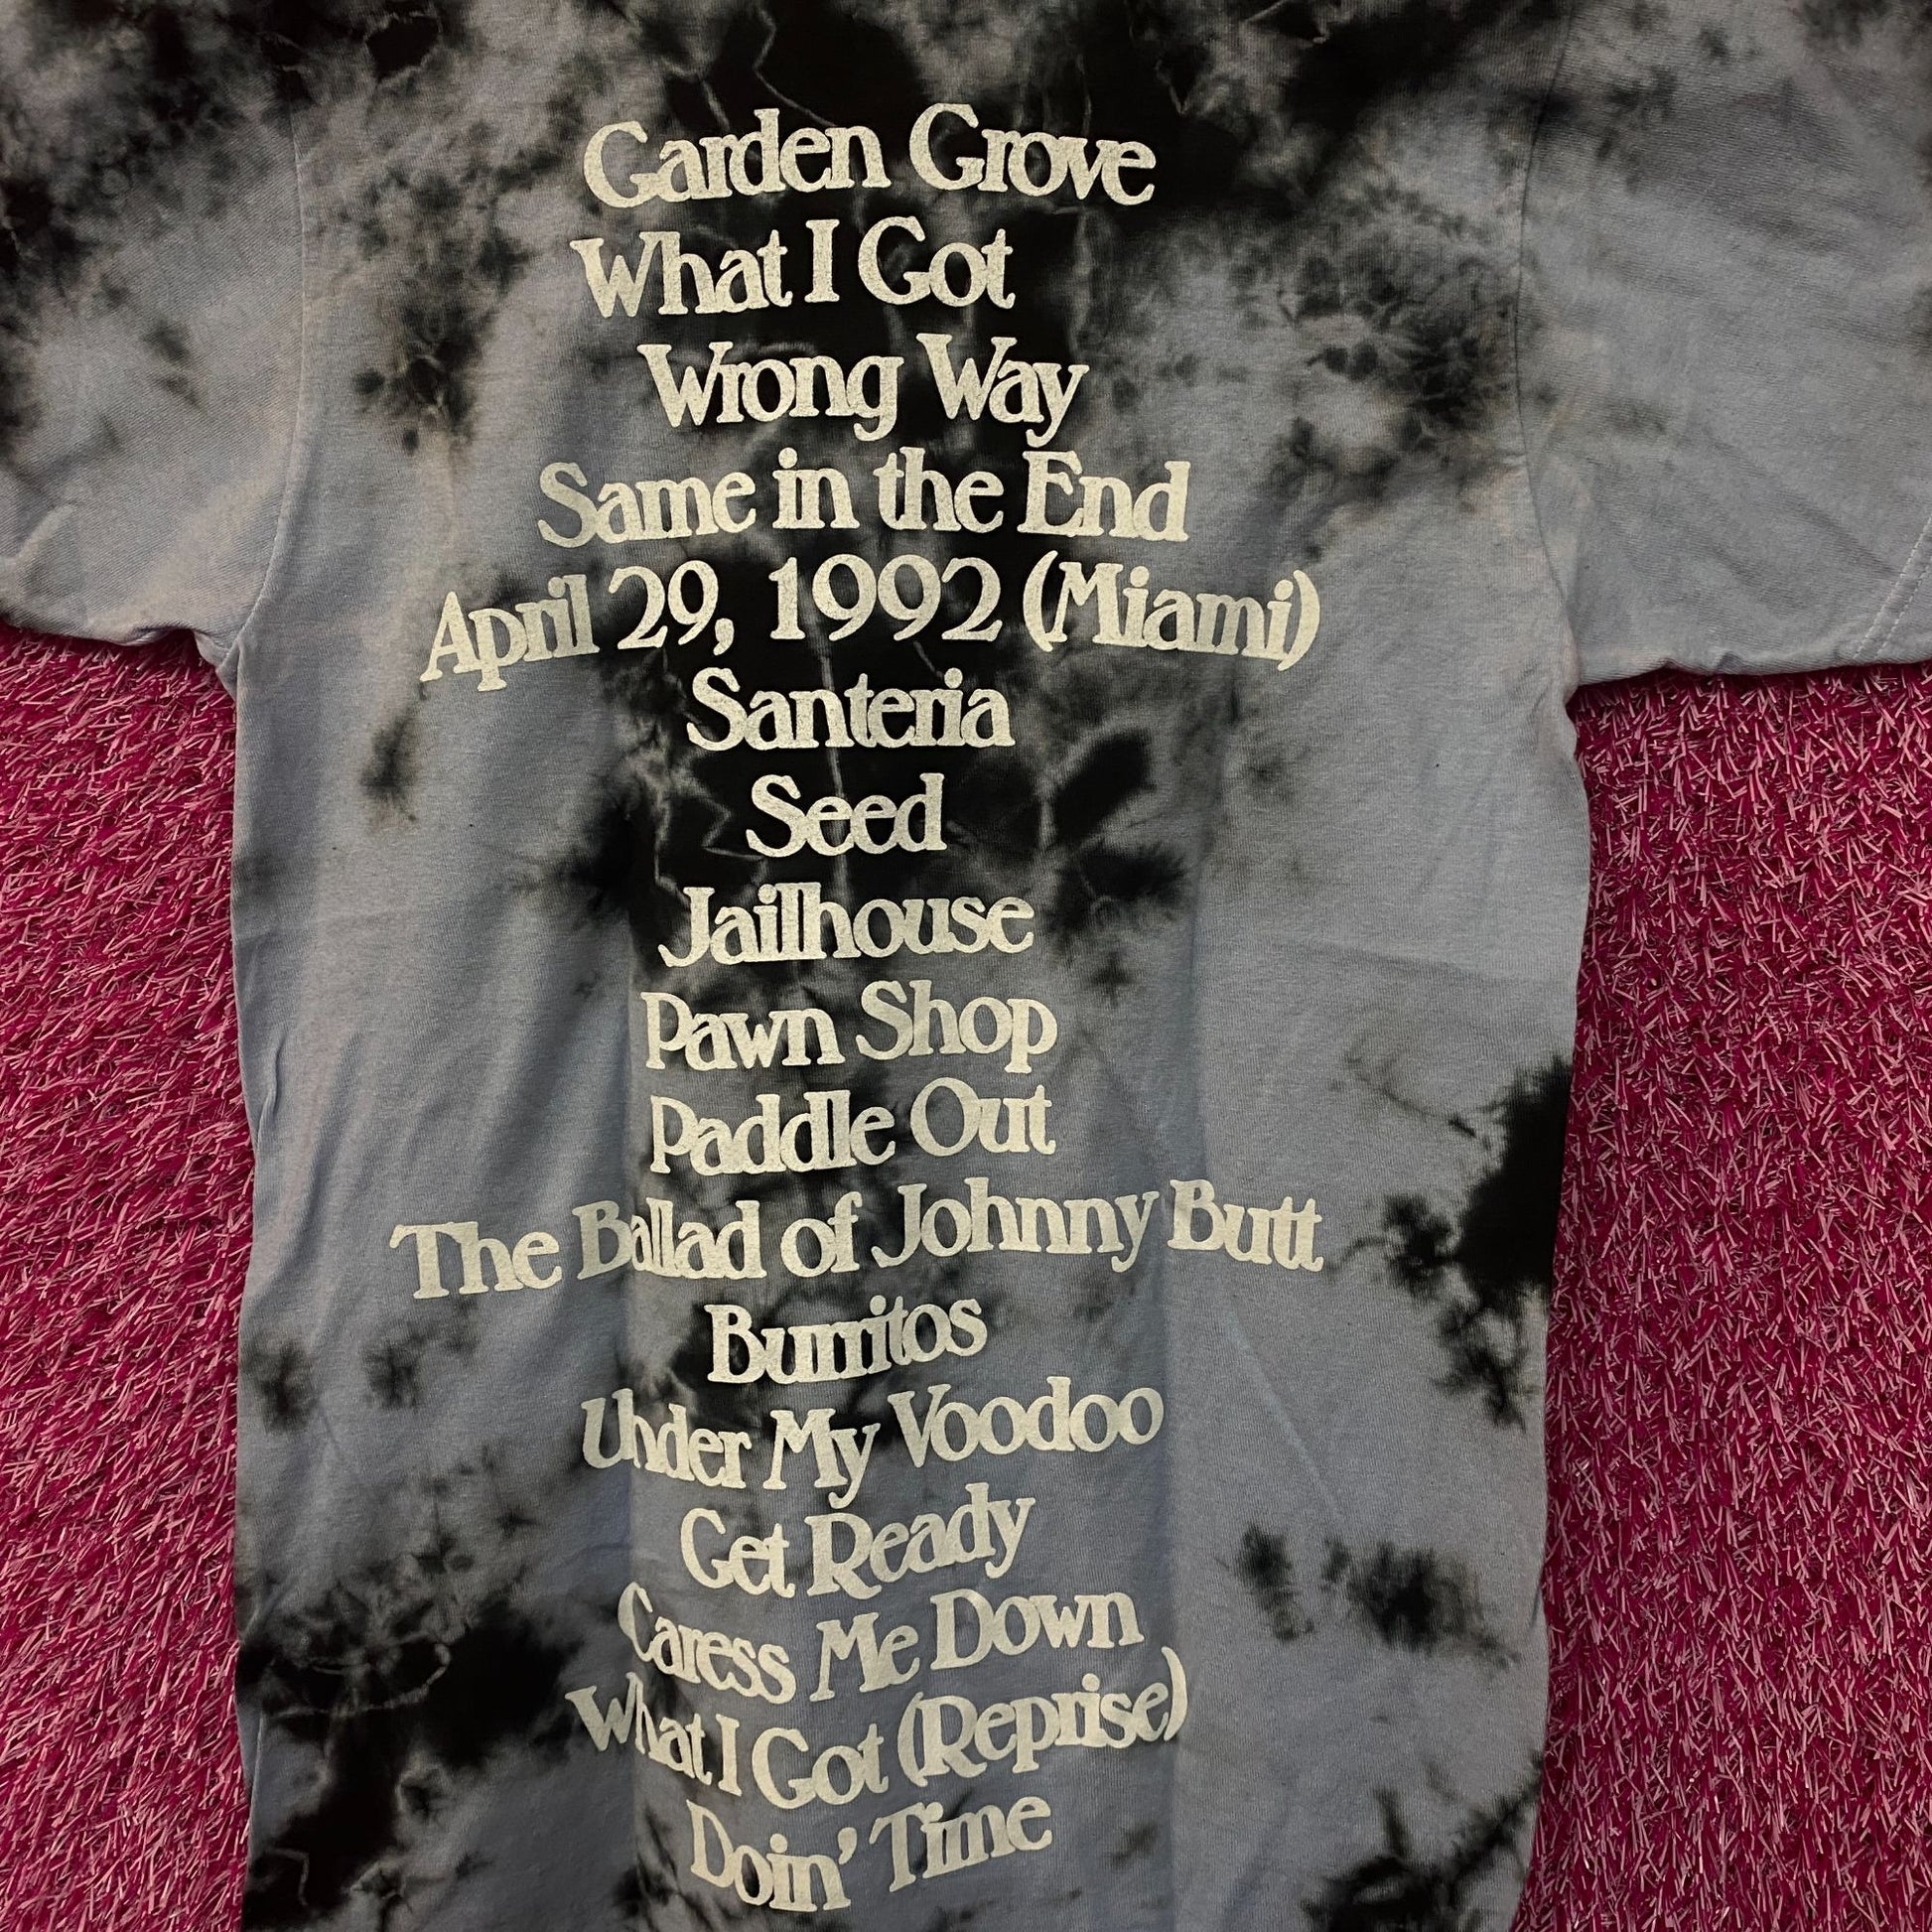 Garden Grove
What I Got
Wrong Way
Same in the End
April 29, 1992 (Miami)
Santeria
Seed
Jailhouse
Pawn Shop
Paddle Out
The Ballad of Johnny Butt
Burritos
Under My Voodoo
Get Ready
Caress Me Down
What I Got (Reprise)
Doin' Time